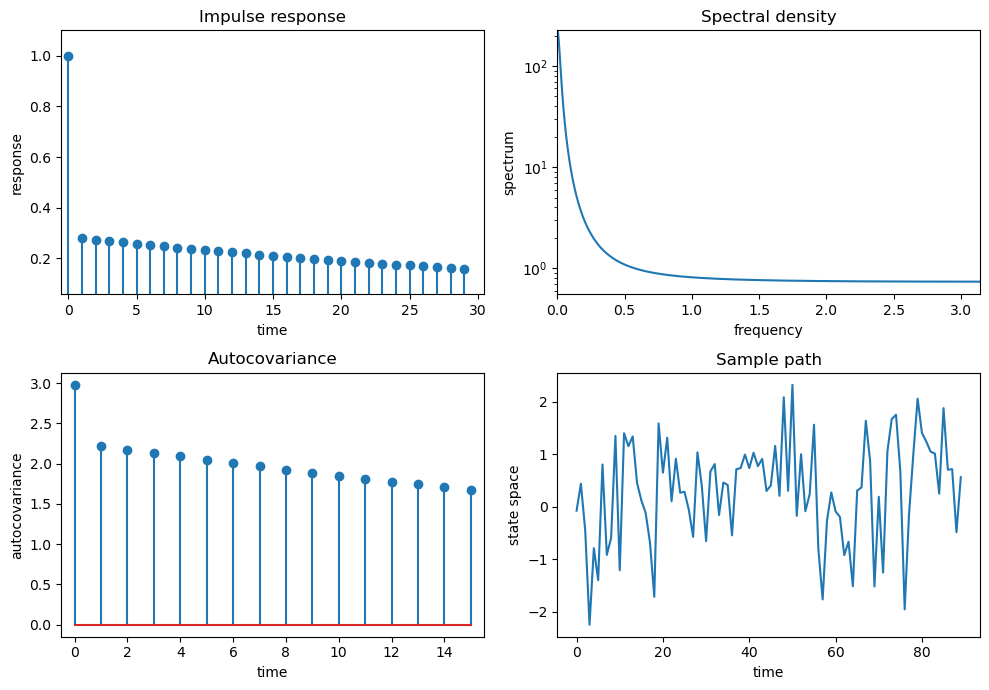 Impulse response
response
1.0
0.8
0.6
0.4
0.2
0 5 10 15 20 25 30
time
Spectral density
spectrum
10²
10¹
10⁰
0.0 0.5 1.0 1.5 2.0 2.5 3.0
frequency
Autocovariance
autocovariance
3.0
2.5
2.0
1.5
1.0
0.5
0.0
0 2 4 6 8 10 12 14
time
Sample path
state space
2
1
0
−1
−2
0 20 40 60 80
time